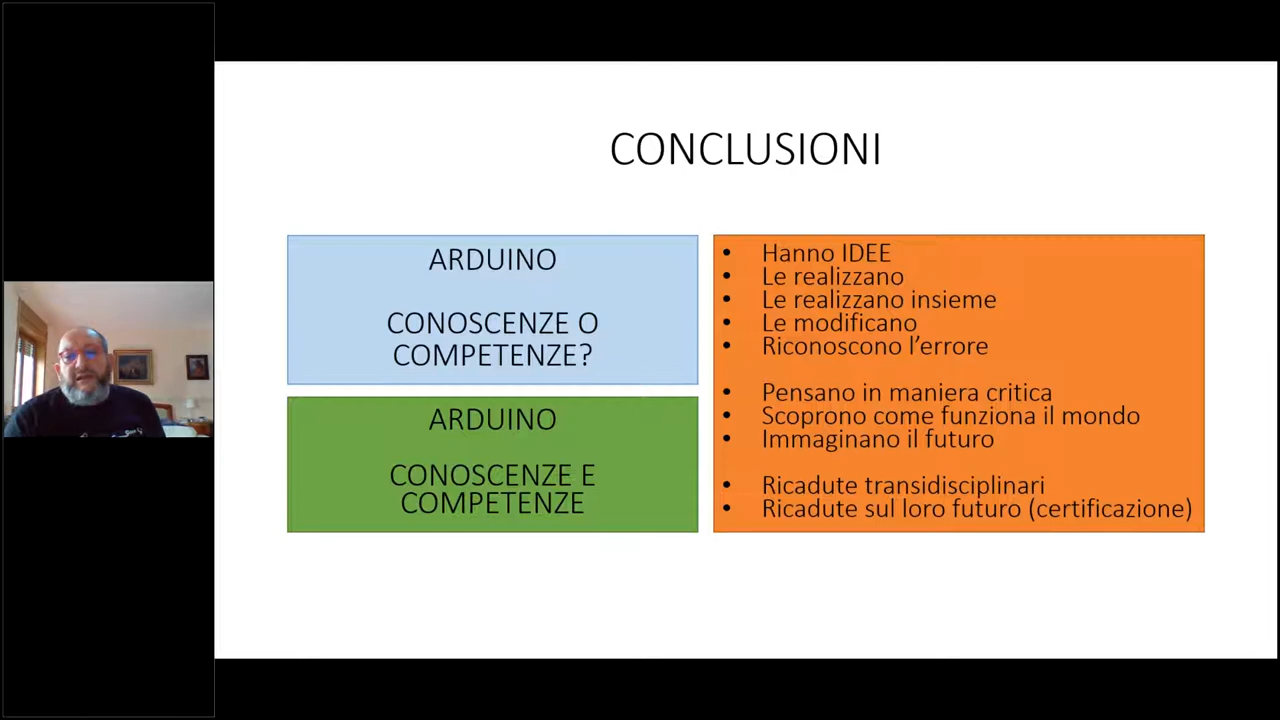 CONCLUSIONI
ARDUINO
CONOSCENZE O
COMPETENZE?
ARDUINO
CONOSCENZE E
COMPETENZE
• Hanno IDEE
• Le realizzano
• Le realizzano insieme
• Le modificano
• Riconoscono l’errore
• Pensano in maniera critica
• Scoprono come funziona il mondo
• Immaginano il futuro
• Ricadute transidisciplinari
• Ricadute sul loro futuro (certificazione)